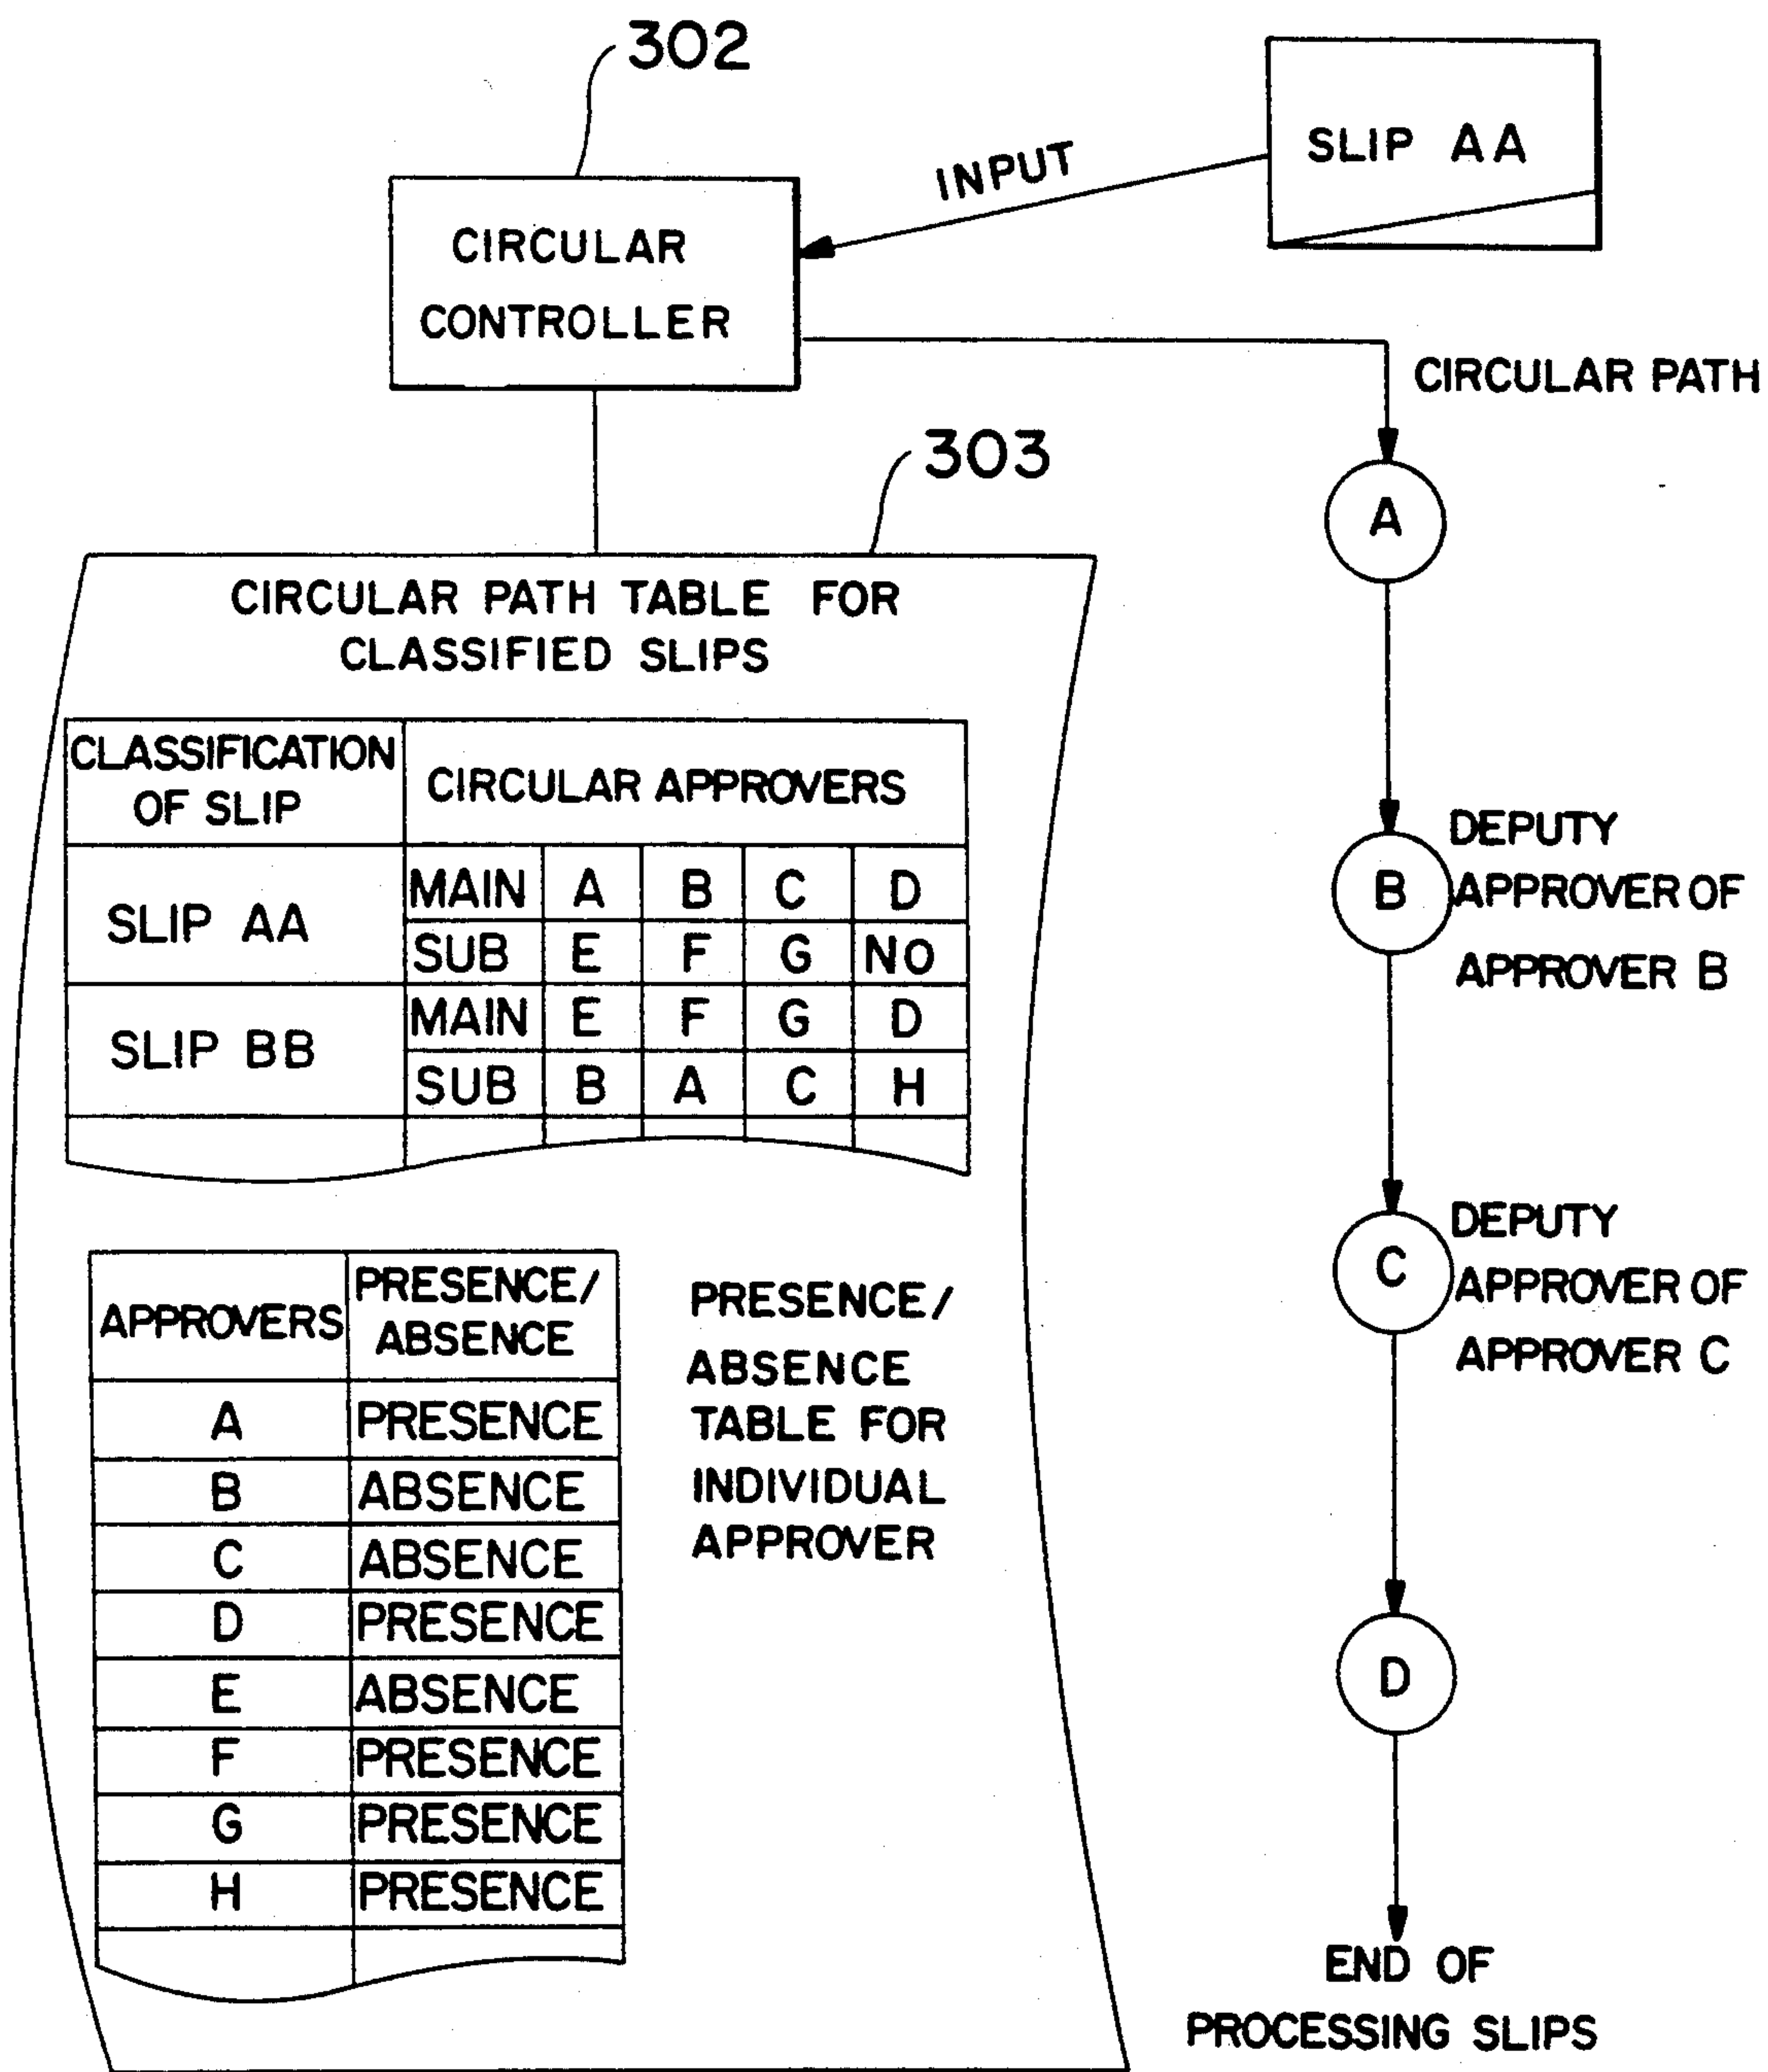 302
SLIP AA
INPUT
CIRCULAR
CONTROLLER
CIRCULAR PATH
303
A
CIRCULAR PATH TABLE FOR
CLASSIFIED SLIPS
CLASSIFICATION
OF SLIP
CIRCULAR APPROVERS
SLIP AA
MAIN A B C D
SUB E F G NO
SLIP BB
MAIN E F G D
SUB B A C H
B
DEPUTY
APPROVER OF
APPROVER B
C
DEPUTY
APPROVER OF
APPROVER C
APPROVERS PRESENCE/
ABSENCE
A PRESENCE
B ABSENCE
C ABSENCE
D PRESENCE
E ABSENCE
F PRESENCE
G PRESENCE
H PRESENCE
PRESENCE/
ABSENCE
TABLE FOR
INDIVIDUAL
APPROVER
D
END OF
PROCESSING SLIPS